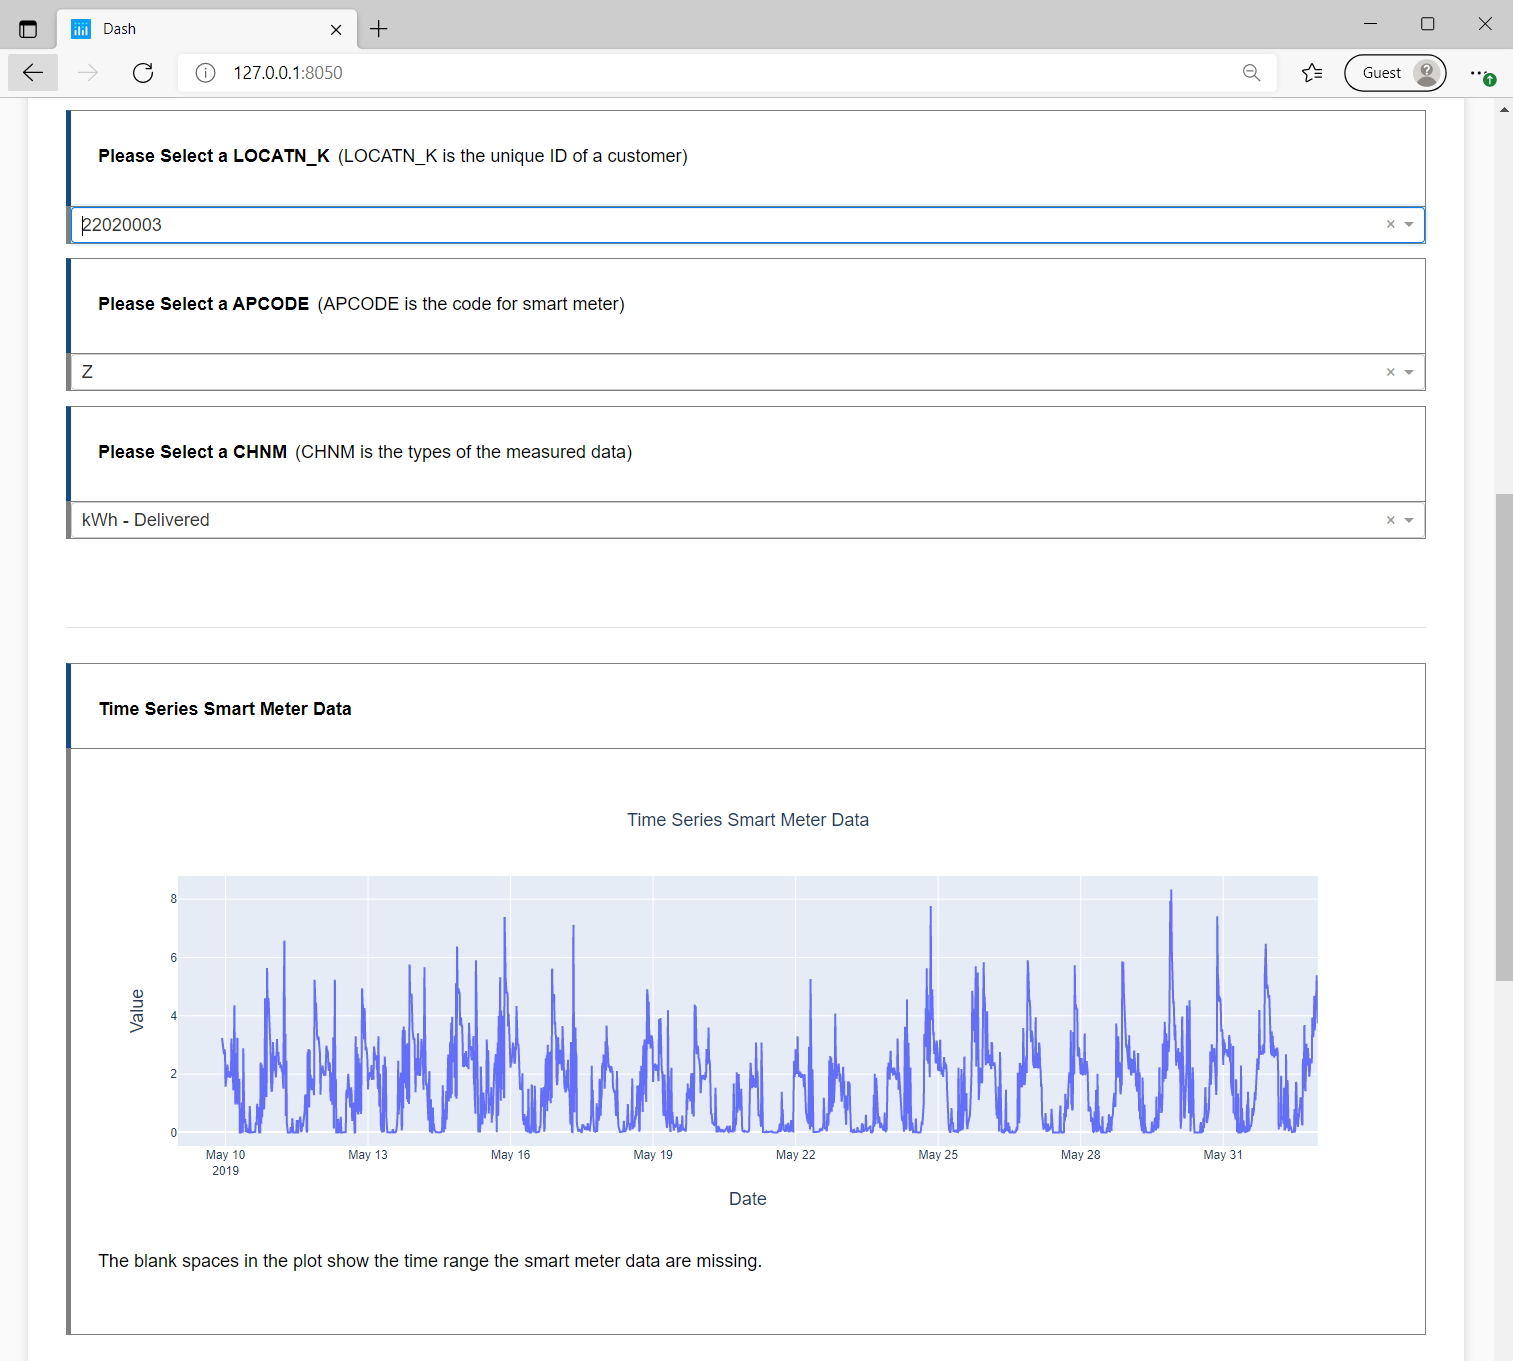 Dash
127.0.0.1:8050
Guest
Please Select a LOCATN_K (LOCATN_K is the unique ID of a customer)
22020003
Please Select a APCODE (APCODE is the code for smart meter)
Z
Please Select a CHNM (CHNM is the types of the measured data)
kWh - Delivered
Time Series Smart Meter Data
Time Series Smart Meter Data
8
6
4
2
0
Value
May 10 May 13 May 16 May 19 May 22 May 25 May 28 May 31
2019
Date
The blank spaces in the plot show the time range the smart meter data are missing.